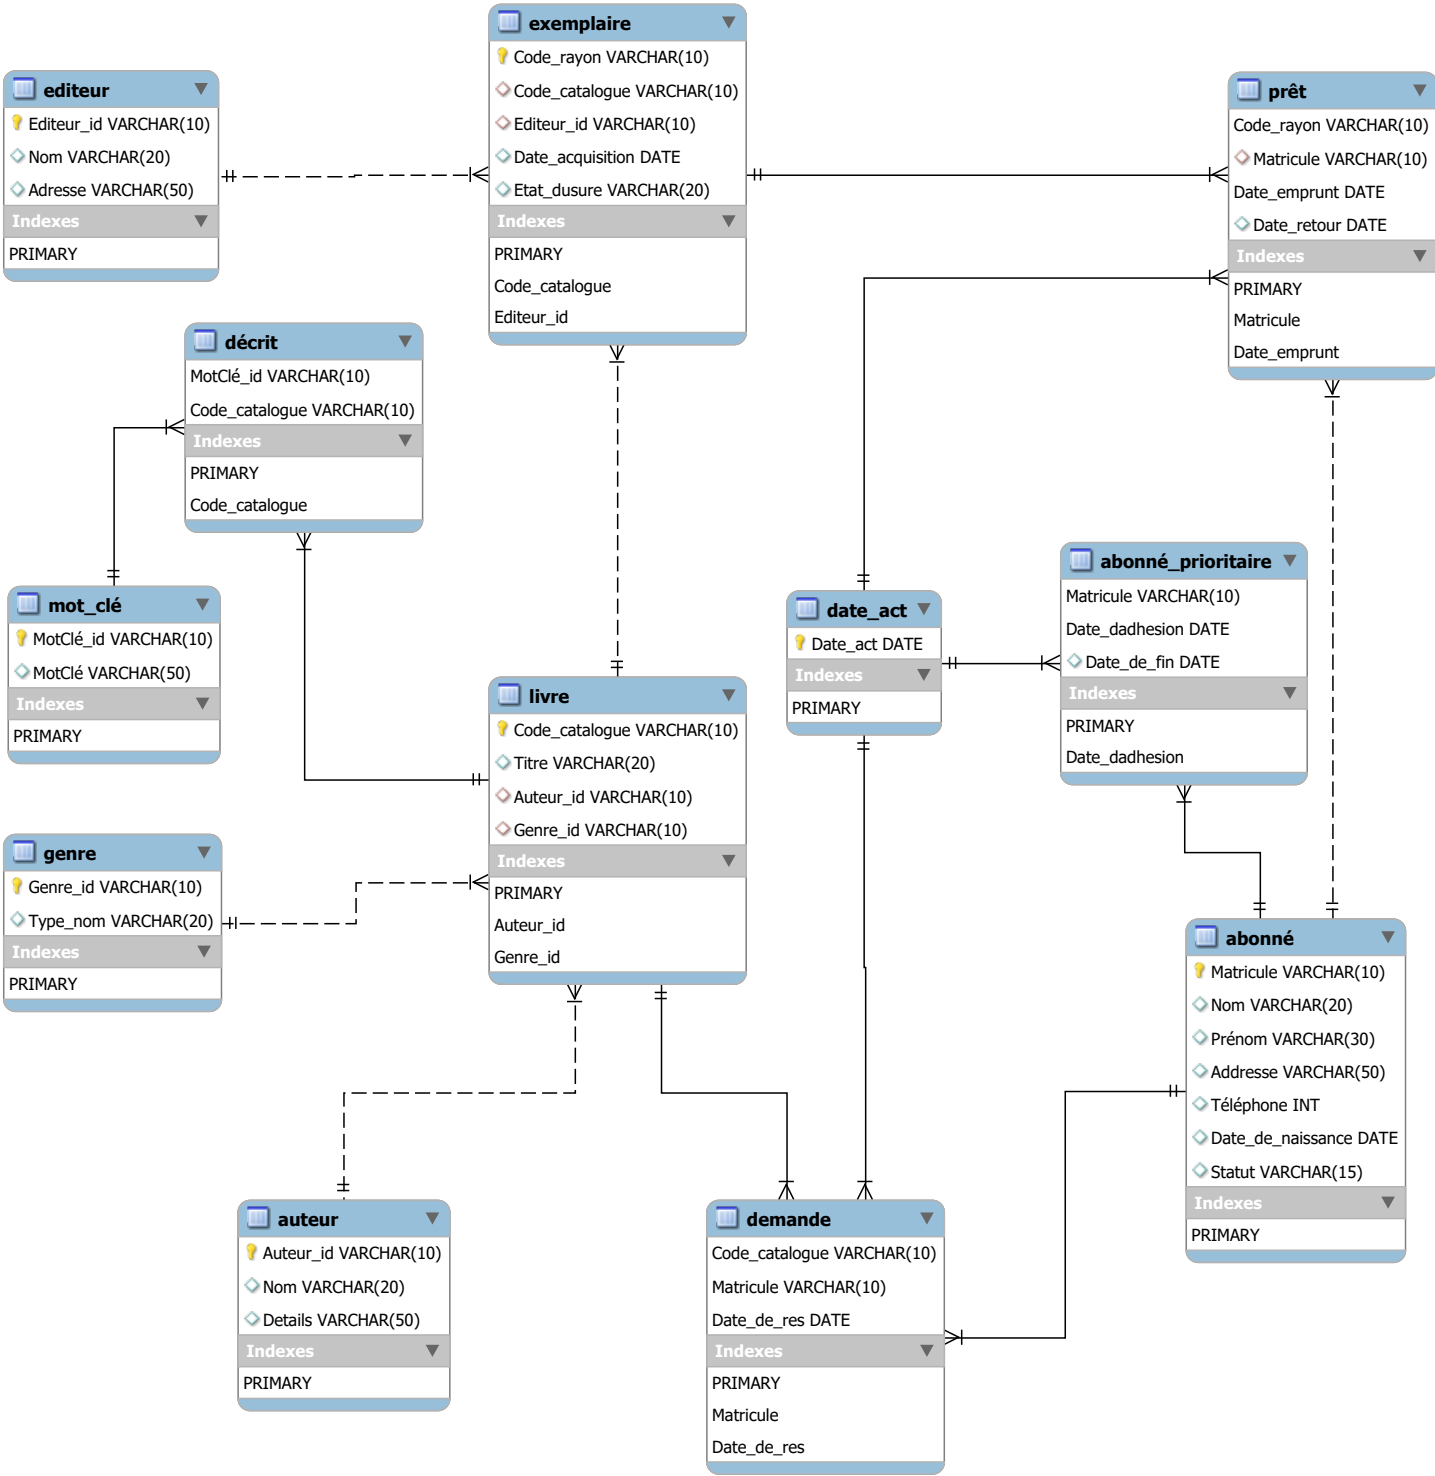 exemplaire
Code_rayon VARCHAR(10)
Code_catalogue VARCHAR(10)
Editeur_id VARCHAR(10)
Date_acquisition DATE
Etat_dusure VARCHAR(20)
Indexes
PRIMARY
Code_catalogue
Editeur_id
editeur
Editeur_id VARCHAR(10)
Nom VARCHAR(20)
Adresse VARCHAR(50)
Indexes
PRIMARY
prêt
Code_rayon VARCHAR(10)
Matricule VARCHAR(10)
Date_emprunt DATE
Date_retour DATE
Indexes
PRIMARY
Matricule
Date_emprunt
décrit
MotClé_id VARCHAR(10)
Code_catalogue VARCHAR(10)
Indexes
PRIMARY
Code_catalogue
mot_clé
MotClé_id VARCHAR(10)
MotClé VARCHAR(50)
Indexes
PRIMARY
date_act
Date_act DATE
Indexes
PRIMARY
abonné_prioritaire
Matricule VARCHAR(10)
Date_dadhesion DATE
Date_de_fin DATE
Indexes
PRIMARY
Date_dadhesion
livre
Code_catalogue VARCHAR(10)
Titre VARCHAR(20)
Auteur_id VARCHAR(10)
Genre_id VARCHAR(10)
Indexes
PRIMARY
Auteur_id
Genre_id
genre
Genre_id VARCHAR(10)
Type_nom VARCHAR(20)
Indexes
PRIMARY
abonné
Matricule VARCHAR(10)
Nom VARCHAR(20)
Prénom VARCHAR(30)
Addresse VARCHAR(50)
Téléphone INT
Date_de_naissance DATE
Statut VARCHAR(15)
Indexes
PRIMARY
auteur
Auteur_id VARCHAR(10)
Nom VARCHAR(20)
Details VARCHAR(50)
Indexes
PRIMARY
demande
Code_catalogue VARCHAR(10)
Matricule VARCHAR(10)
Date_de_res DATE
Indexes
PRIMARY
Matricule
Date_de_res